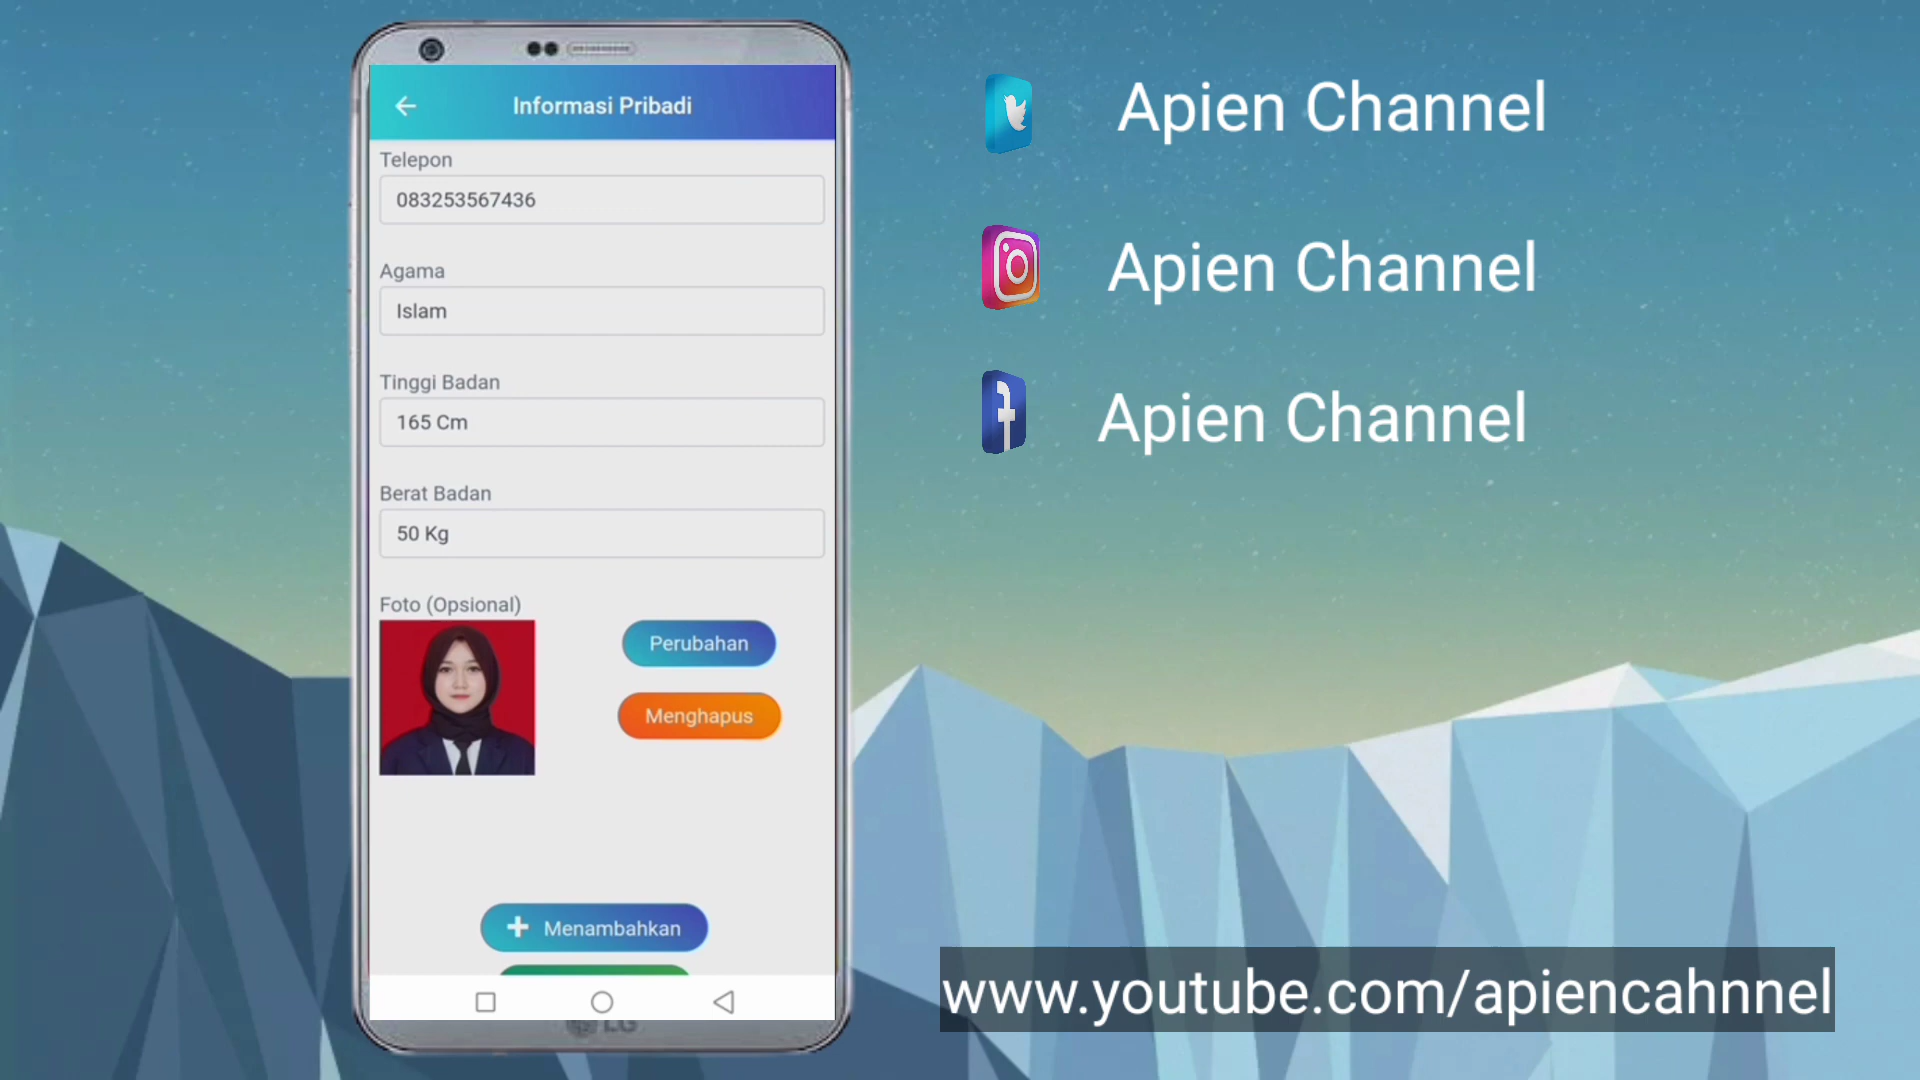 Informasi Pribadi
Telepon
083253567436
Agama
Islam
Tinggi Badan
165 Cm
Berat Badan
50 Kg
Foto (Opsional)
Perubahan
Menghapus
Menambahkan
LG
Apien Channel
Apien Channel
Apien Channel
www.youtube.com/apiencahnnel